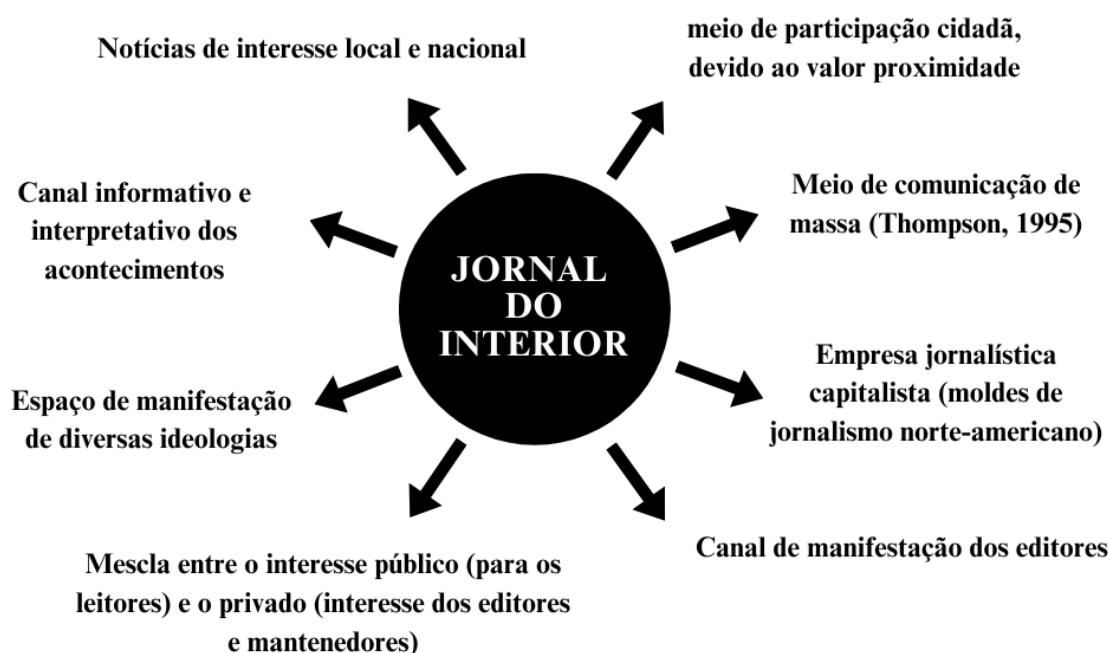 Notícias de interesse local e nacional
meio de participação cidadã,
devido ao valor proximidade
Canal informativo e
interpretativo dos
acontecimentos
Meio de comunicação de
massa (Thompson, 1995)
JORNAL
DO
INTERIOR
Espaço de manifestação
de diversas ideologias
Empresa jornalística
capitalista (moldes de
jornalismo norte-americano)
Mescla entre o interesse público (para os
leitores) e o privado (interesse dos editores
e mantenedores)
Canal de manifestação dos editores